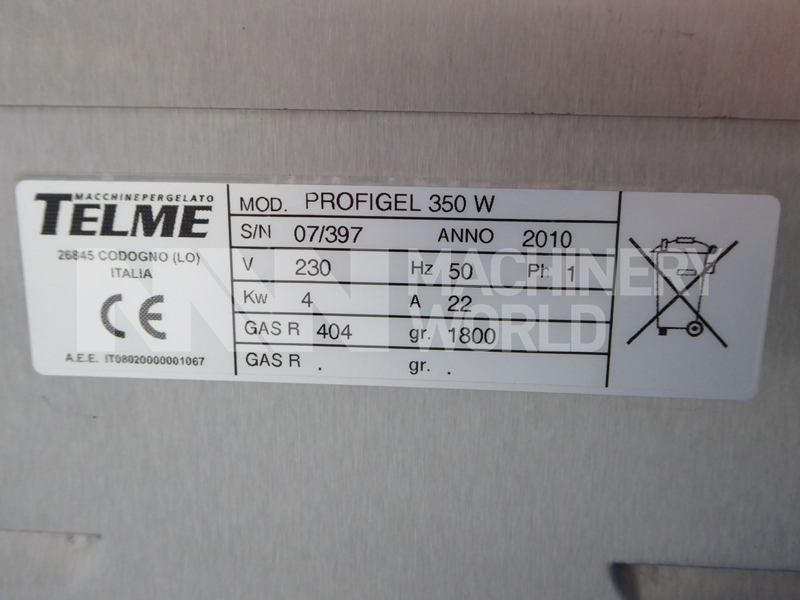 MACCHINEPERGELATO
TELME
26845 CODOGNO (LO)
ITALIA
CE
A.E.E. IT08020000001067
MOD. PROFIGEL 350 W
S/N 07/397 ANNO 2010
V 230 Hz 50 Ph 1
Kw 4 A 22
GAS R 404 gr. 1800
GAS R . gr. .
MACHINERY
WORLD